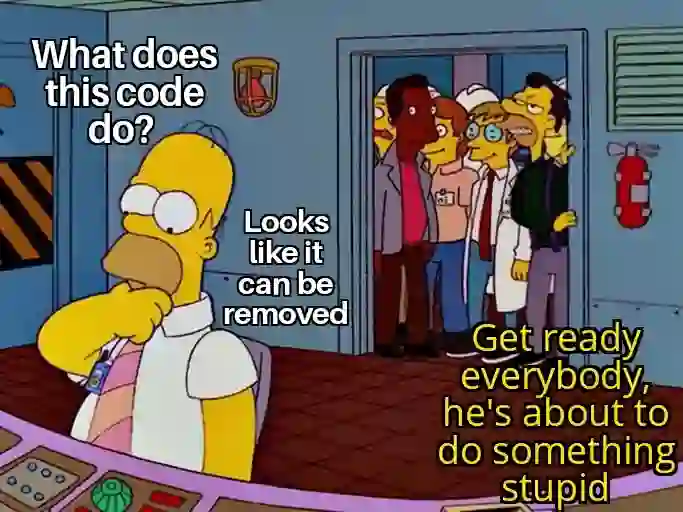 What does
this code
do?
Looks
like it
can be
removed
Get ready
everybody,
he's about to
do something
stupid